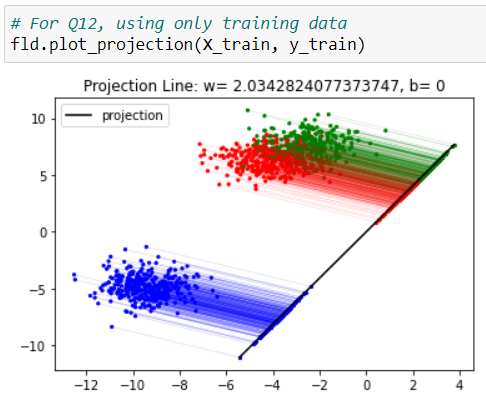 # For Q12, using only training data
fld.plot_projection(X_train, y_train)
Projection Line: w= 2.0342824077373747, b= 0
projection
10
5
0
−5
−10
−12 −10 −8 −6 −4 −2 0 2 4